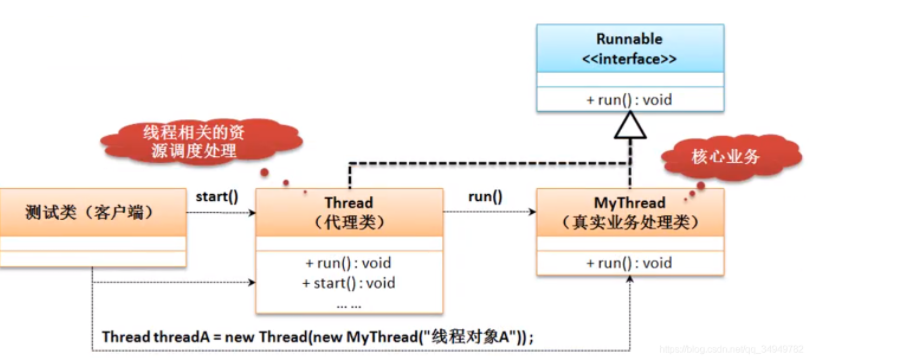 Runnable
<<interface>>
+ run() : void
线程相关的资
源调度处理
核心业务
测试类（客户端）
start()
Thread
（代理类）
run()
MyThread
（真实业务处理类）
+ run() : void
+ start() : void
... ...
+ run() : void
Thread threadA = new Thread(new MyThread("线程对象A"));
https://blog.csdn.net/qq_34949762